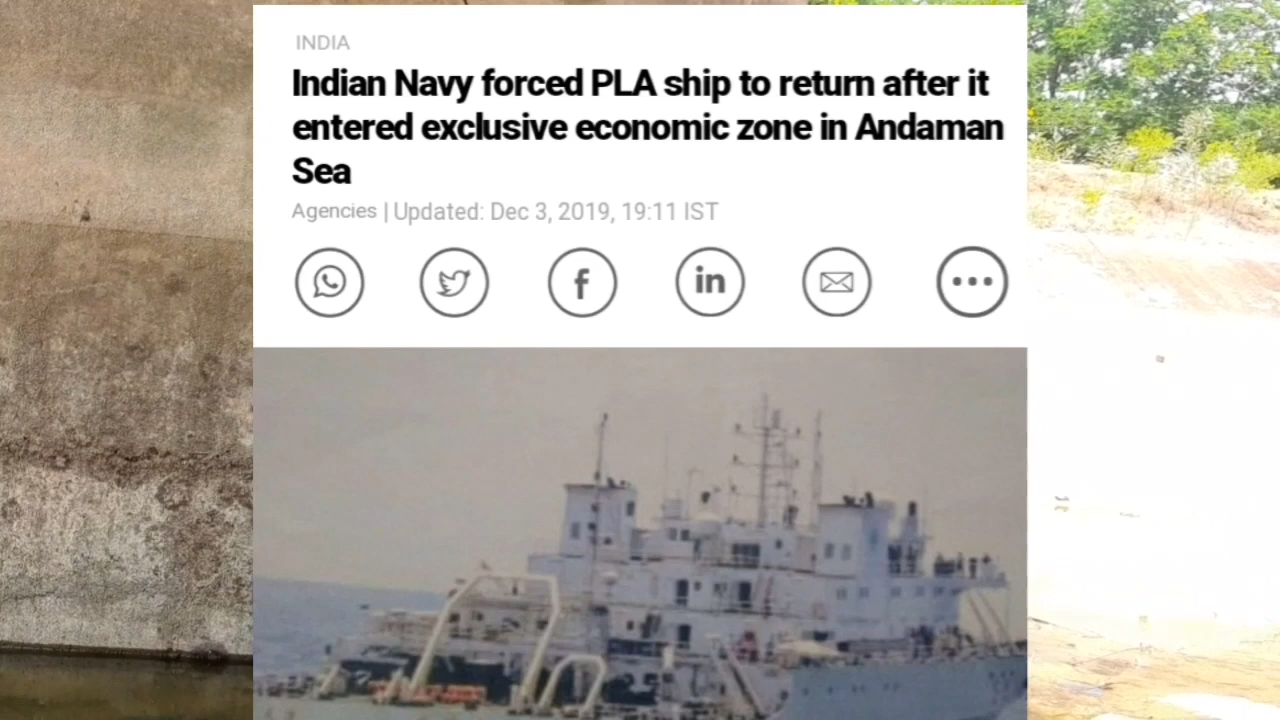 INDIA
Indian Navy forced PLA ship to return after it
entered exclusive economic zone in Andaman
Sea
Agencies | Updated: Dec 3, 2019, 19:11 IST
f
in